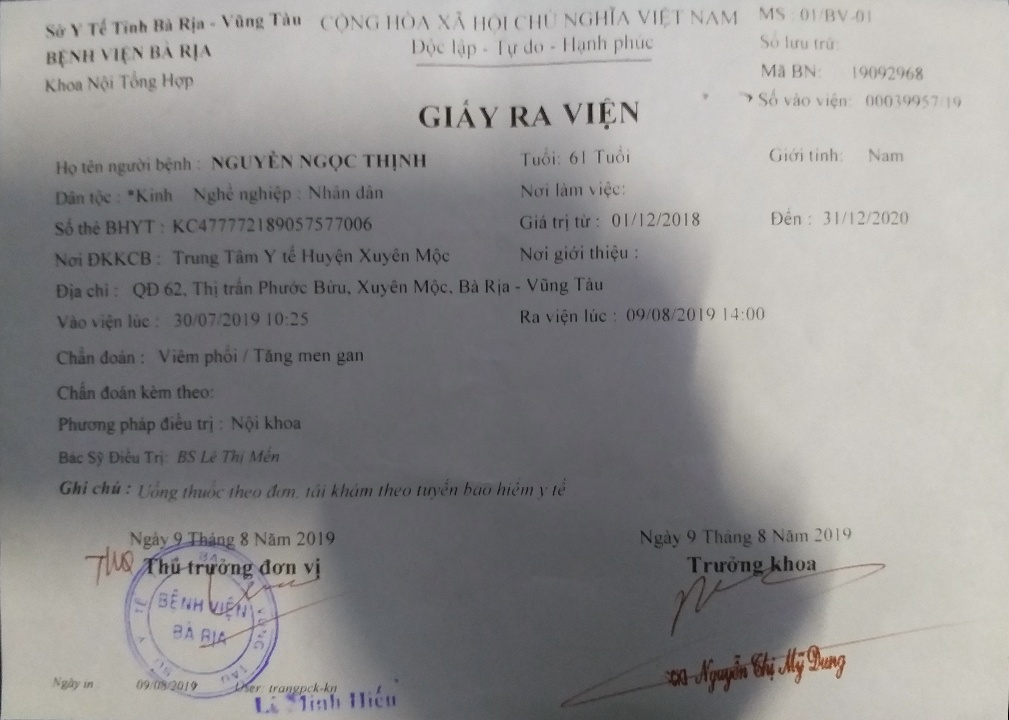 Sở Y Tế Tỉnh Bà Rịa - Vũng Tàu
CỘNG HÒA XÃ HỘI CHỦ NGHĨA VIỆT NAM
MS : 01/BV-01
BỆNH VIỆN BÀ RỊA
Độc lập - Tự do - Hạnh phúc
Số lưu trữ:
Khoa Nội Tổng Hợp
Mã BN: 19092968
Số vào viện: 00039957/19
GIẤY RA VIỆN
Họ tên người bệnh : NGUYỄN NGỌC THỊNH Tuổi: 61 Tuổi Giới tính: Nam
Dân tộc : *Kinh Nghề nghiệp : Nhân dân Nơi làm việc:
Số thẻ BHYT : KC477772189057577006 Giá trị từ : 01/12/2018 Đến : 31/12/2020
Nơi ĐKKCB : Trung Tâm Y tế Huyện Xuyên Mộc Nơi giới thiệu :
Địa chỉ : QĐ 62, Thị trấn Phước Bửu, Xuyên Mộc, Bà Rịa - Vũng Tàu
Vào viện lúc : 30/07/2019 10:25 Ra viện lúc : 09/08/2019 14:00
Chẩn đoán : Viêm phổi / Tăng men gan
Chẩn đoán kèm theo:
Phương pháp điều trị : Nội khoa
Bác Sỹ Điều Trị: BS Lê Thị Mến
Ghi chú : Uống thuốc theo đơn, tái khám theo tuyến bảo hiểm y tế
Ngày 9 Tháng 8 Năm 2019 Ngày 9 Tháng 8 Năm 2019
TUQ Thủ trưởng đơn vị Trưởng khoa
BỆNH VIỆN
BÀ RỊA
Nguyễn Thị Mỹ Dung
Ngày in 09/08/2019 User: trangpck-kn
Lê Minh Hiếu